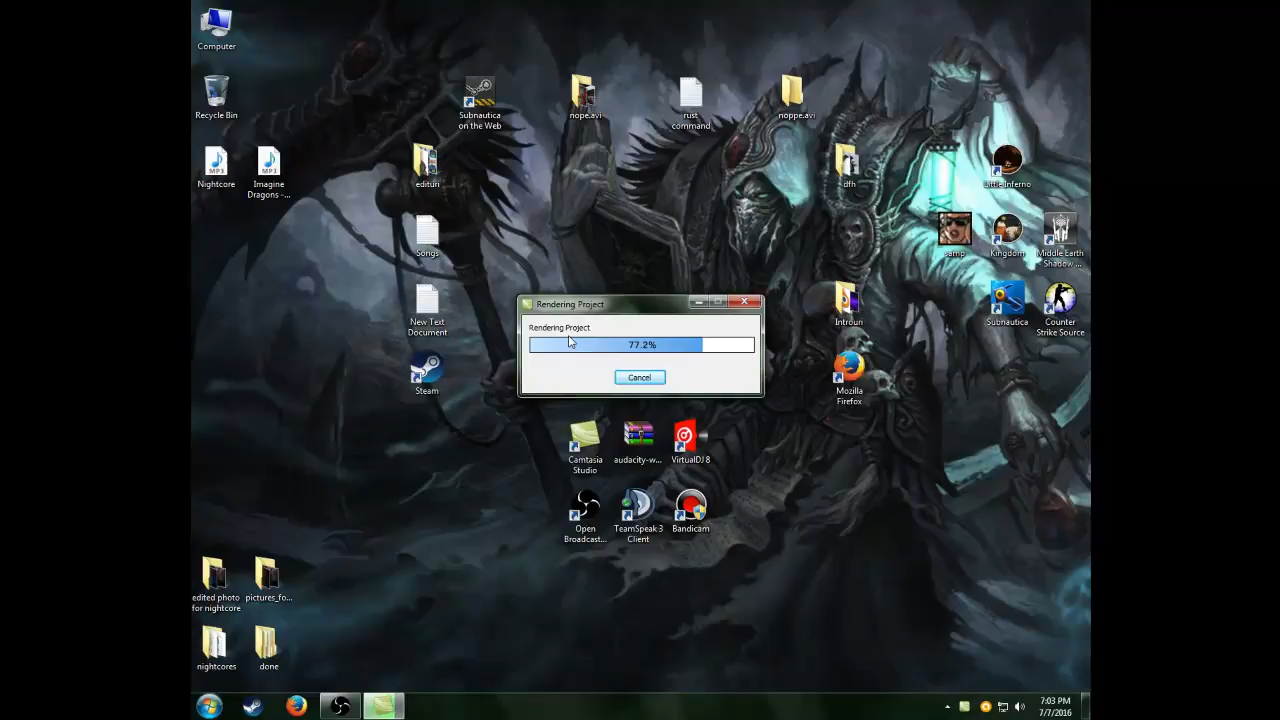 Computer
Recycle Bin
Subnautica
on the Web
nope.avi
rust
command
noppe.avi
Nightcore
Imagine
Dragons -...
edituri
dfh
Little Inferno
Songs
samp
Kingdom
Middle Earth
Shadow ...
New Text
Document
Introuri
Subnautica
Counter
Strike Source
Rendering Project
Rendering Project
77.2%
Cancel
Steam
Mozilla
Firefox
Camtasia
Studio
audacity-w...
VirtualDJ 8
Open
Broadcast...
TeamSpeak 3
Client
Bandicam
edited photo
for nightcore
pictures_fo...
nightcores
done
7:03 PM
7/7/2016